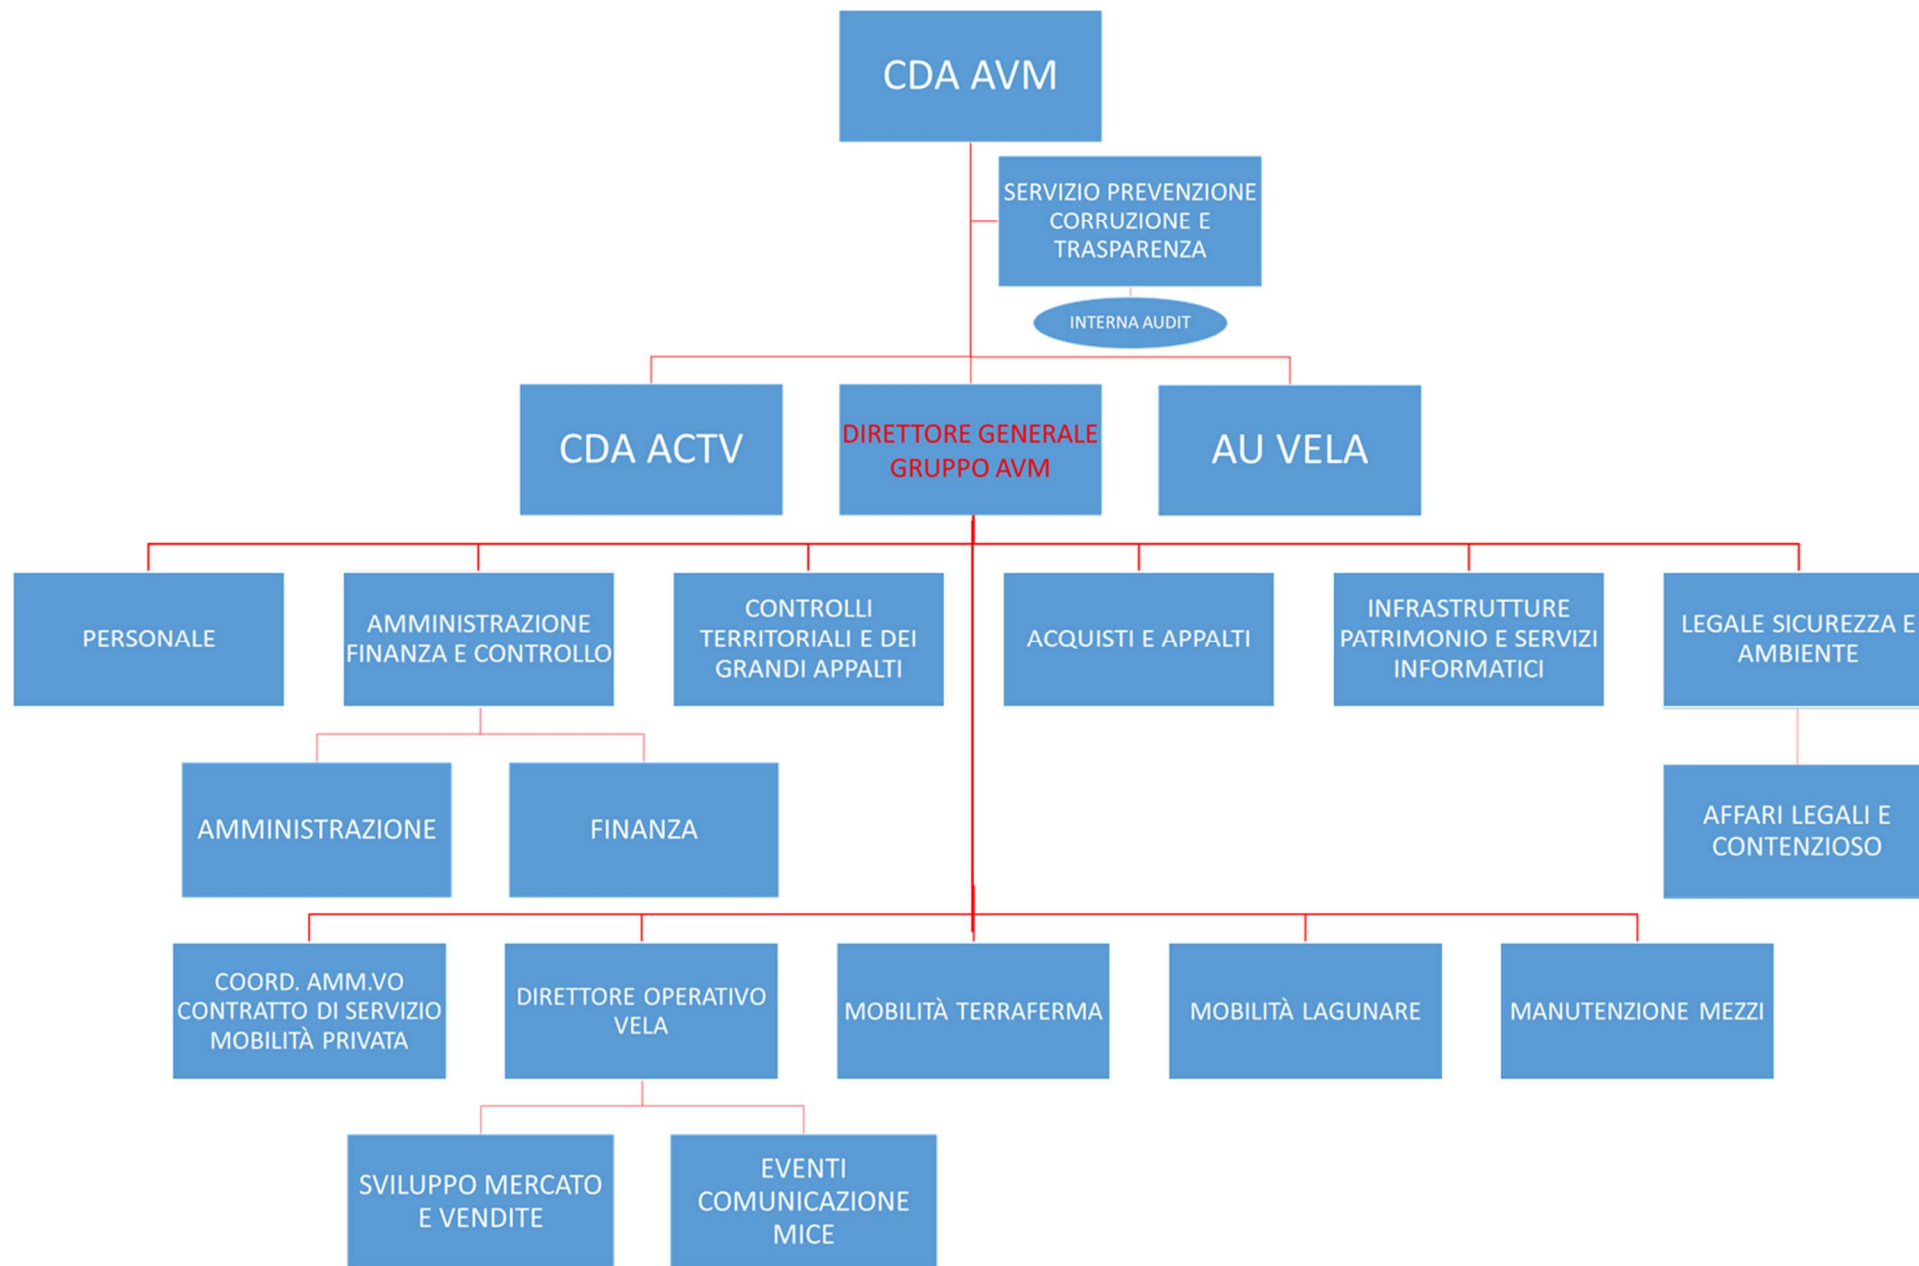 CDA AVM
SERVIZIO PREVENZIONE
CORRUZIONE E
TRASPARENZA
INTERNA AUDIT
CDA ACTV
DIRETTORE GENERALE
GRUPPO AVM
AU VELA
PERSONALE
AMMINISTRAZIONE
FINANZA E CONTROLLO
CONTROLLI
TERRITORIALI E DEI
GRANDI APPALTI
ACQUISTI E APPALTI
INFRASTRUTTURE
PATRIMONIO E SERVIZI
INFORMATICI
LEGALE SICUREZZA E
AMBIENTE
AMMINISTRAZIONE
FINANZA
AFFARI LEGALI E
CONTENZIOSO
COORD. AMM.VO
CONTRATTO DI SERVIZIO
MOBILITÀ PRIVATA
DIRETTORE OPERATIVO
VELA
MOBILITÀ TERRAFERMA
MOBILITÀ LAGUNARE
MANUTENZIONE MEZZI
SVILUPPO MERCATO
E VENDITE
EVENTI
COMUNICAZIONE
MICE